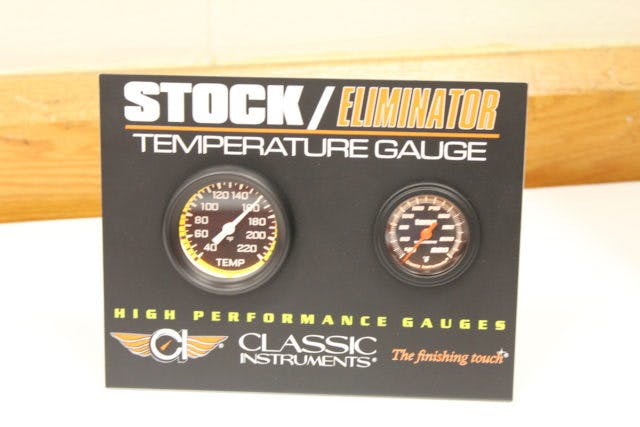 STOCK/ELIMINATOR
TEMPERATURE GAUGE
120 140
100 160
80 180
60 200
40 °F 220
TEMP
°F
HIGH PERFORMANCE GAUGES
CI CLASSIC INSTRUMENTS®
The finishing touch®